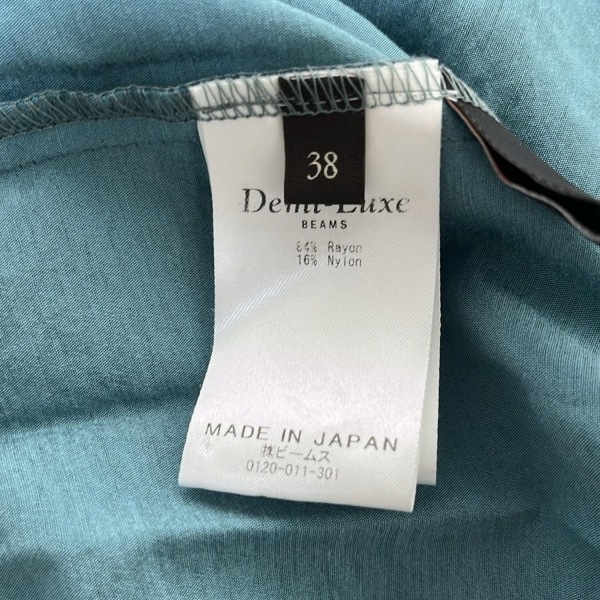 38
Demi-Luxe
BEAMS
84% Rayon
16% Nylon
MADE IN JAPAN
㈱ビームス
0120-011-301